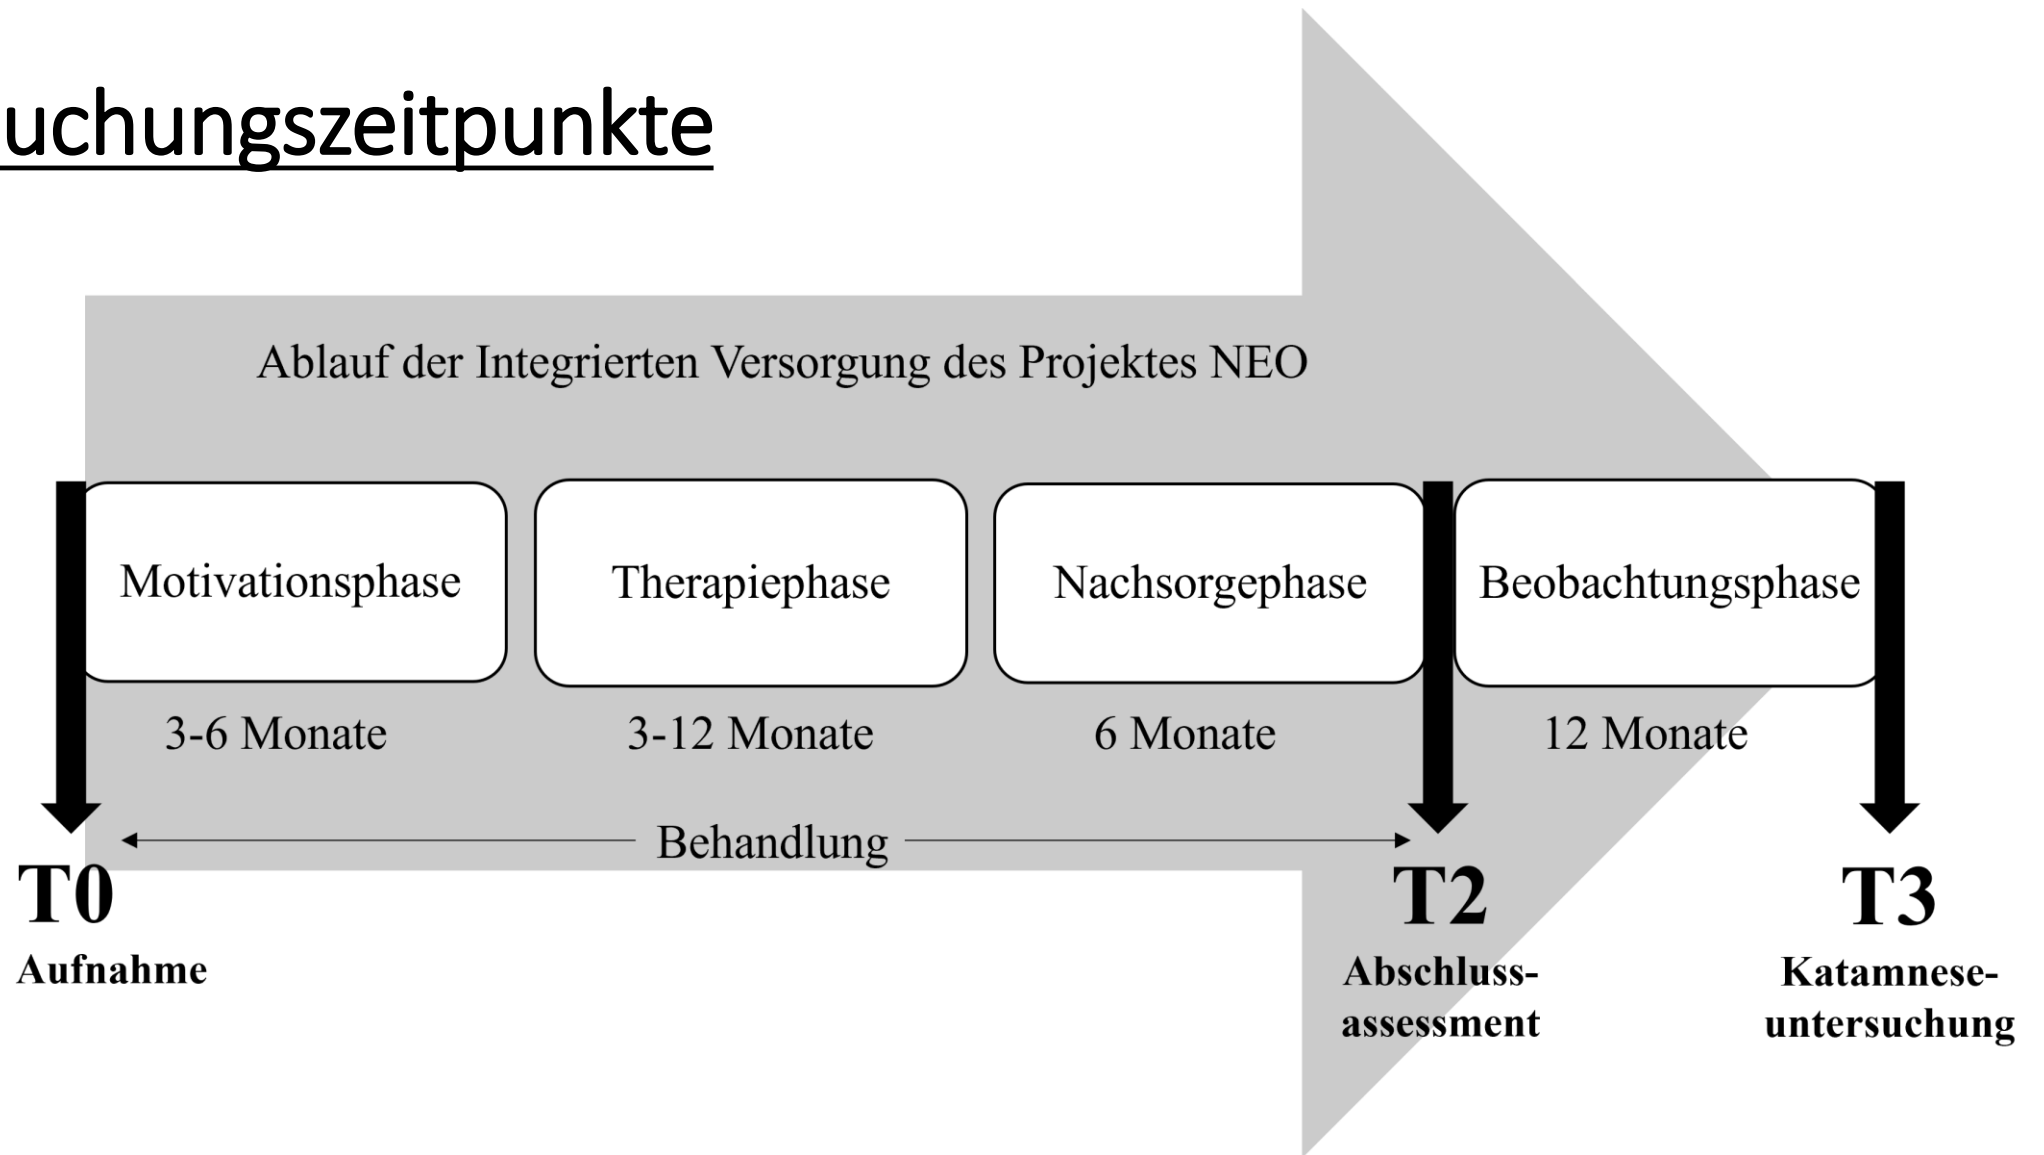 uchungszeitpunkte
Ablauf der Integrierten Versorgung des Projektes NEO
Motivationsphase
Therapiephase
Nachsorgephase
Beobachtungsphase
3-6 Monate
3-12 Monate
6 Monate
12 Monate
Behandlung
T0
Aufnahme
T2
Abschluss-
assessment
T3
Katamnese-
untersuchung